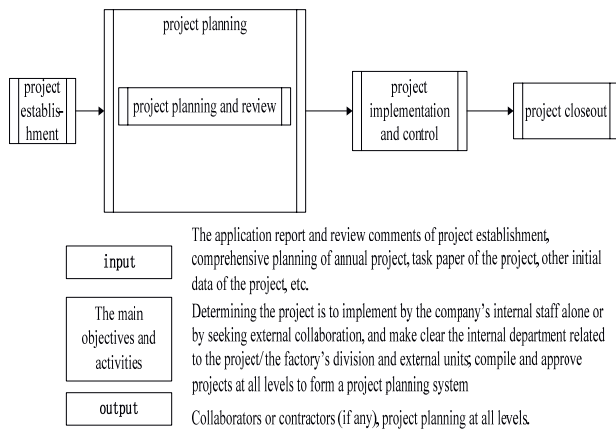 project planning
project
establis-
hment
project planning and review
project
implementation
and control
project closeout
input
The application report and review comments of project establishment,
comprehensive planning of annual project, task paper of the project, other initial
data of the project, etc.
The main
objectives and
activities
Determining the project is to implement by the company's internal staff alone or
by seeking external collaboration, and make clear the internal department related
to the project/the factory's division and external units; compile and approve
projects at all levels to form a project planning system
output
Collaborators or contractors (if any), project planning at all levels.